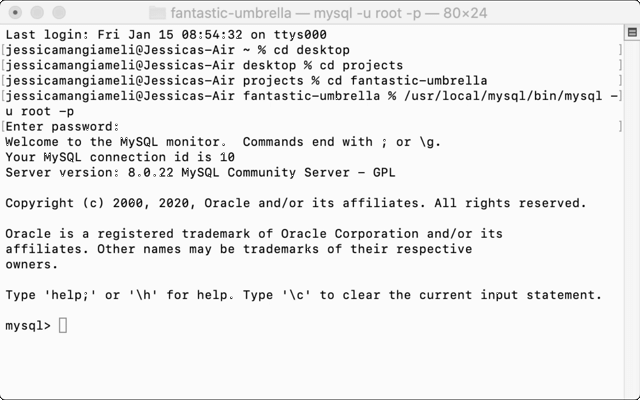 fantastic-umbrella — mysql -u root -p — 80×24
Last login: Fri Jan 15 08:54:32 on ttys000
[jessicamangiameli@Jessicas-Air ~ % cd desktop ]
[jessicamangiameli@Jessicas-Air desktop % cd projects ]
[jessicamangiameli@Jessicas-Air projects % cd fantastic-umbrella ]
[jessicamangiameli@Jessicas-Air fantastic-umbrella % /usr/local/mysql/bin/mysql -]
u root -p
[Enter password: ]
Welcome to the MySQL monitor.  Commands end with ; or \g.
Your MySQL connection id is 10
Server version: 8.0.22 MySQL Community Server - GPL
Copyright (c) 2000, 2020, Oracle and/or its affiliates. All rights reserved.
Oracle is a registered trademark of Oracle Corporation and/or its
affiliates. Other names may be trademarks of their respective
owners.
Type 'help;' or '\h' for help. Type '\c' to clear the current input statement.
mysql>